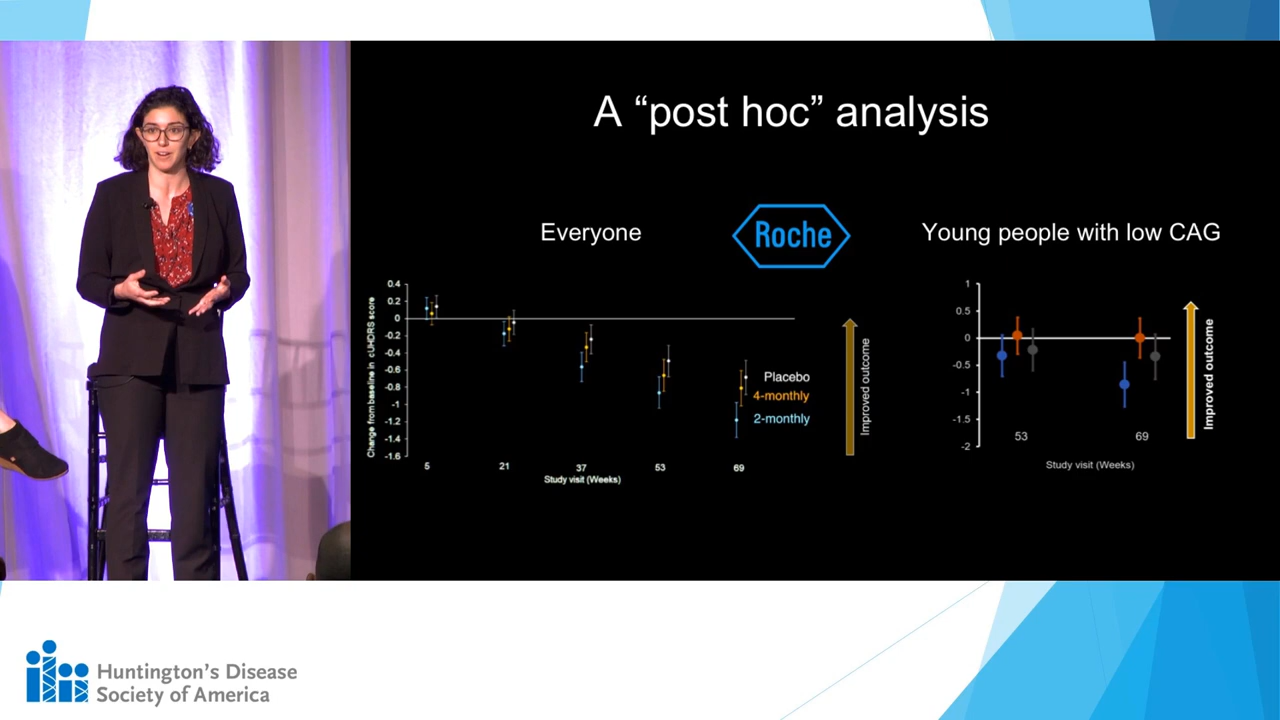 A “post hoc” analysis
Everyone
Roche
Young people with low CAG
Change from baseline in cUHDRS score
0.4
0.2
0
-0.2
-0.4
-0.6
-0.8
-1
-1.2
-1.4
-1.6
5
21
37
53
69
Study visit (Weeks)
Placebo
4-monthly
2-monthly
Improved outcome
1
0.5
0
-0.5
-1
-1.5
-2
53
69
Study visit (Weeks)
Improved outcome
Huntington’s Disease
Society of America